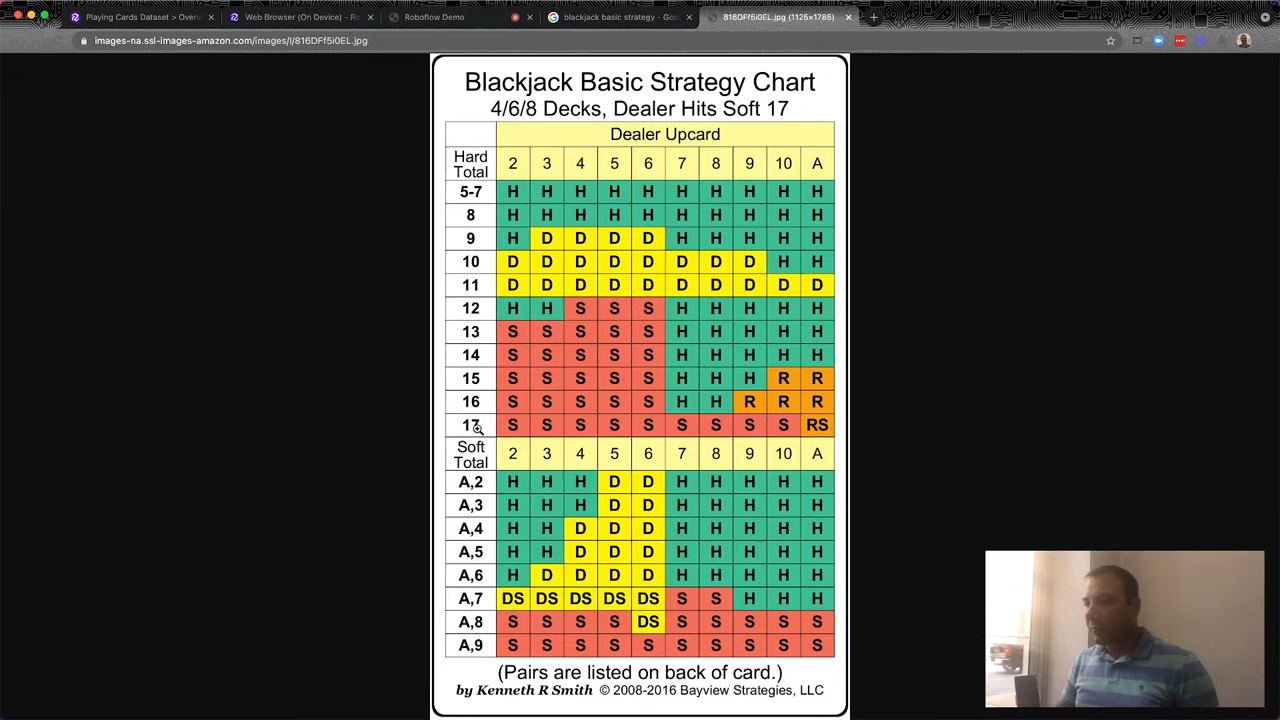 Playing Cards Dataset > Overv
Web Browser (On Device) - Ro
Roboflow Demo
blackjack basic strategy - Goo
816DFf5i0EL.jpg (1125×1785)
images-na.ssl-images-amazon.com/images/I/816DFf5i0EL.jpg
Blackjack Basic Strategy Chart
4/6/8 Decks, Dealer Hits Soft 17
Dealer Upcard
Hard Total 2 3 4 5 6 7 8 9 10 A
5-7 H H H H H H H H H H
8 H H H H H H H H H H
9 H D D D D H H H H H
10 D D D D D D D D H H
11 D D D D D D D D D D
12 H H S S S H H H H H
13 S S S S S H H H H H
14 S S S S S H H H H H
15 S S S S S H H H R R
16 S S S S S H H R R R
17 S S S S S S S S S RS
Soft Total 2 3 4 5 6 7 8 9 10 A
A,2 H H H D D H H H H H
A,3 H H H D D H H H H H
A,4 H H D D D H H H H H
A,5 H H D D D H H H H H
A,6 H D D D D H H H H H
A,7 DS DS DS DS DS S S H H H
A,8 S S S S DS S S S S S
A,9 S S S S S S S S S S
(Pairs are listed on back of card.)
by Kenneth R Smith © 2008-2016 Bayview Strategies, LLC